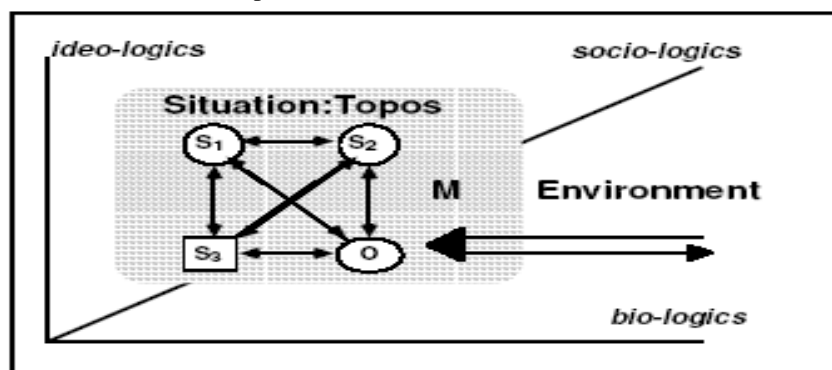 ideo-logics
socio-logics
Situation:Topos
S1
S2
M
Environment
S3
O
bio-logics